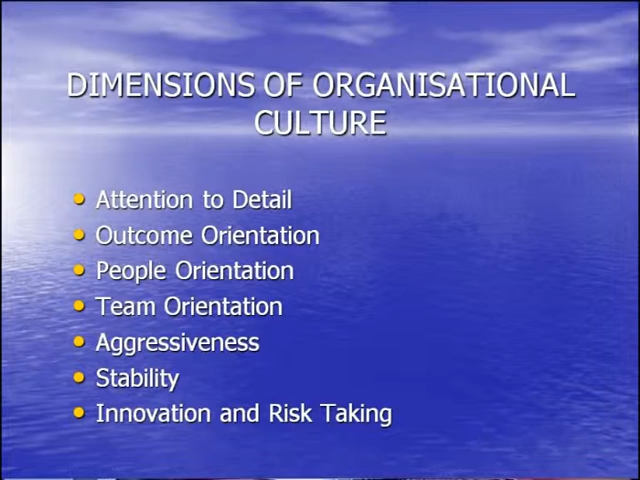 DIMENSIONS OF ORGANISATIONAL
CULTURE
• Attention to Detail
• Outcome Orientation
• People Orientation
• Team Orientation
• Aggressiveness
• Stability
• Innovation and Risk Taking